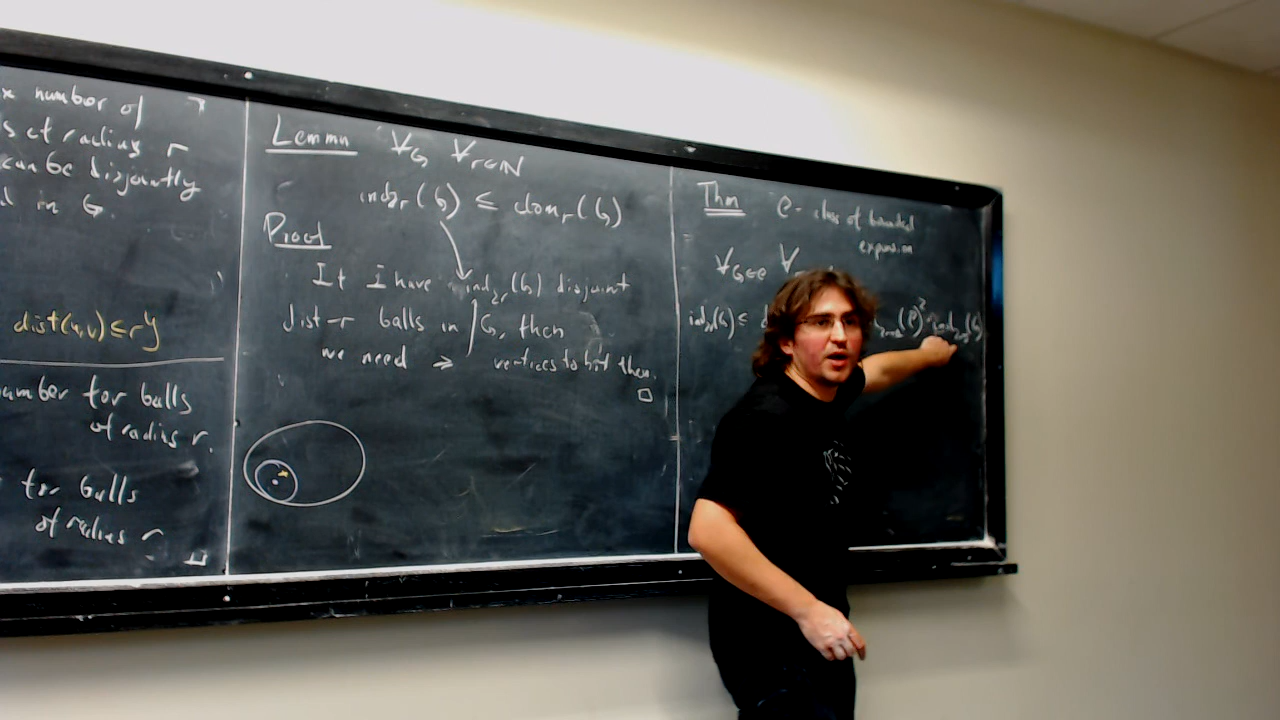 x number of
s of radius r
can be disjointly
d in G.
dist(u,v) ≤ r}
number for balls
of radius r.
for balls
of radius r
□
Lemma ∀G ∀r∈N
ind₂ᵣ(G) ≤ domᵣ(G)
Proof
If I have ind₂ᵣ(G) disjoint
dist-r balls in G, then
we need ≥ vertices to hit them.
□
Thm C - class of bounded
expansion
∀G∈C ∀
ind₂ᵣ(G) ≤